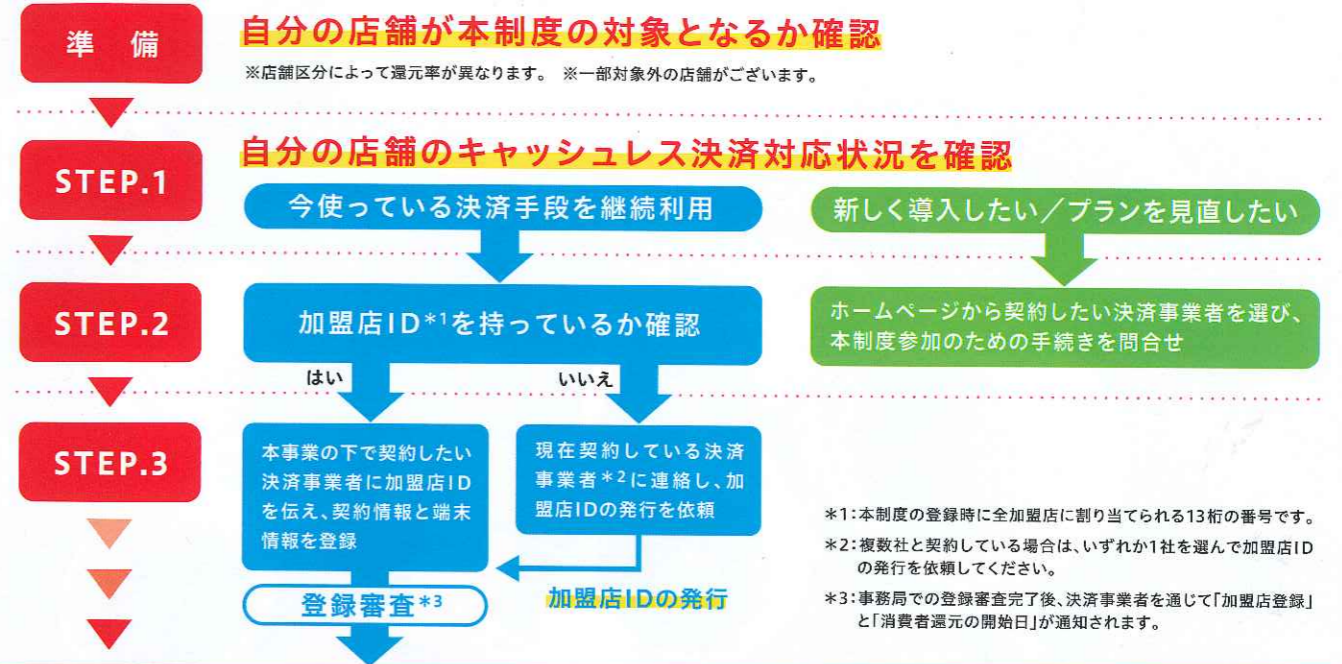 準 備
自分の店舗が本制度の対象となるか確認
※店舗区分によって還元率が異なります。 ※一部対象外の店舗がございます。
STEP.1
自分の店舗のキャッシュレス決済対応状況を確認
今使っている決済手段を継続利用
新しく導入したい／プランを見直したい
STEP.2
加盟店ID*1を持っているか確認
ホームページから契約したい決済事業者を選び、
本制度参加のための手続きを問合せ
はい
いいえ
STEP.3
本事業の下で契約したい
決済事業者に加盟店ID
を伝え、契約情報と端末
情報を登録
現在契約している決済
事業者*2に連絡し、加
盟店IDの発行を依頼
加盟店IDの発行
登録審査*3
*1:本制度の登録時に全加盟店に割り当てられる13桁の番号です。
*2:複数社と契約している場合は、いずれか1社を選んで加盟店ID
の発行を依頼してください。
*3:事務局での登録審査完了後、決済事業者を通じて「加盟店登録」
と「消費者還元の開始日」が通知されます。